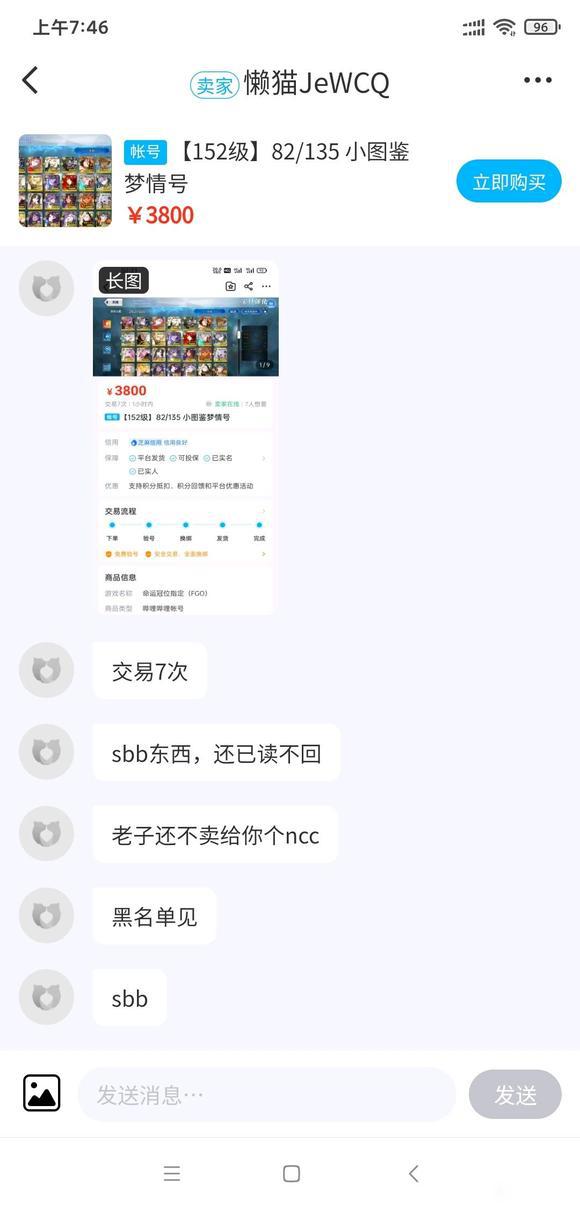 上午7:46
96
卖家 懒猫JeWCQ
帐号 【152级】82/135 小图鉴
梦情号
¥3800
立即购买
长图
1/9
¥3800
交易7次
卖家在线
7人想要
帐号 【152级】82/135 小图鉴梦情号
信用 芝麻信用 信用良好
保障 平台发货 可投保 已实名
已实人
优惠 支持积分抵扣、积分回馈和平台优惠活动
交易流程
下单 验号 换绑 发货 完成
免费验号 安全交易、全面换绑
商品信息
游戏名称 命运冠位指定（FGO）
商品类型 哔哩哔哩帐号
交易7次
sbb东西，还已读不回
老子还不卖给你个ncc
黑名单见
sbb
发送消息…
发送